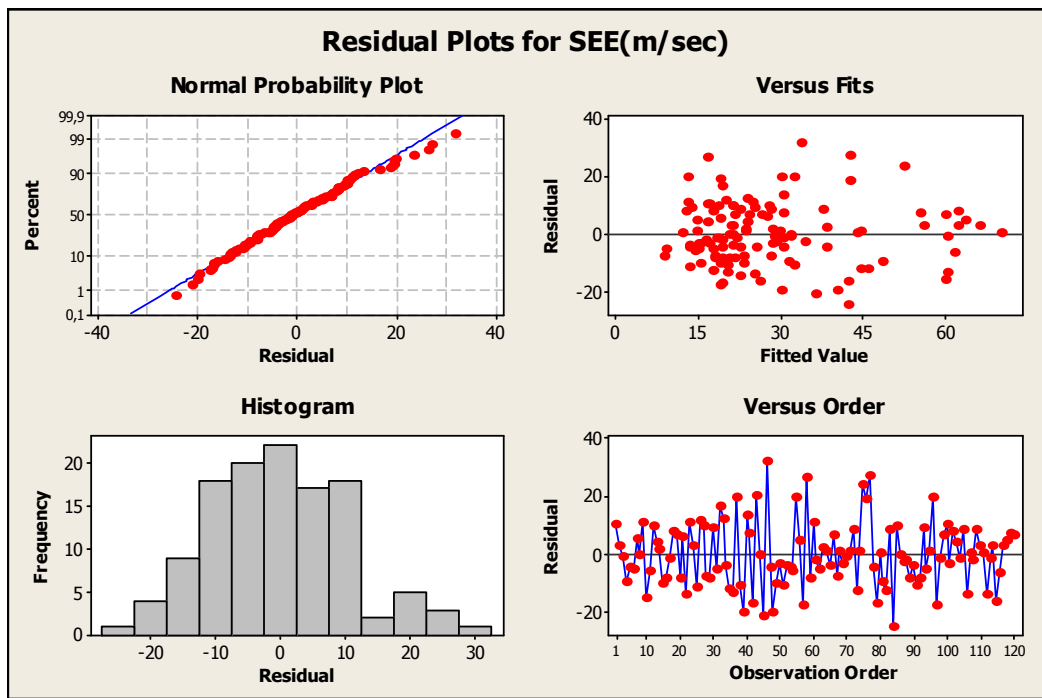 Residual Plots for SEE(m/sec)
Normal Probability Plot
99,9
99
90
50
10
1
0,1
Percent
-40 -20 0 20 40
Residual
Versus Fits
40
20
0
-20
Residual
0 15 30 45 60
Fitted Value
Histogram
20
15
10
5
0
Frequency
-20 -10 0 10 20 30
Residual
Versus Order
40
20
0
-20
Residual
1 10 20 30 40 50 60 70 80 90 100 110 120
Observation Order